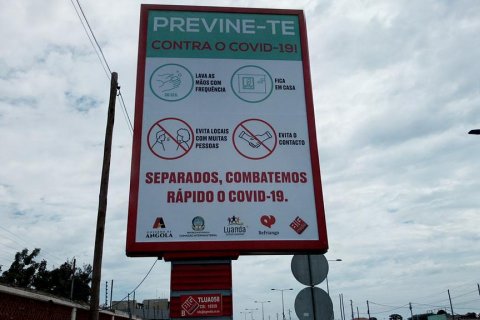 PREVINE-TE
CONTRA O COVID-19!
LAVA AS
MÃOS COM
FREQUÊNCIA
FICA
EM CASA
EVITA LOCAIS
COM MUITAS
PESSOAS
EVITA O
CONTACTO
SEPARADOS, COMBATEMOS
RÁPIDO O COVID-19.
ANGOLA
Luanda
Refriango
TLUA058